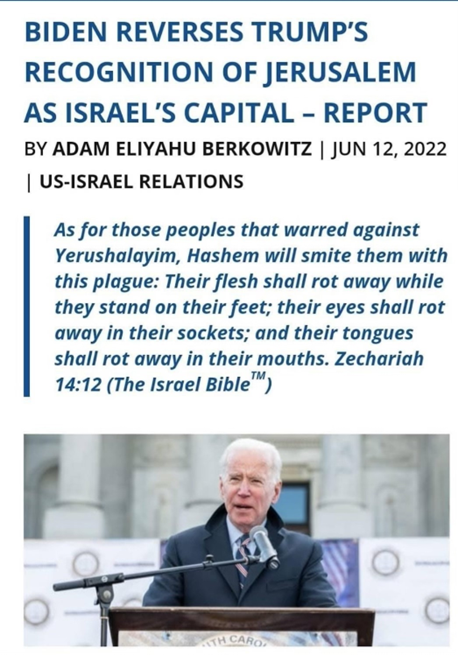 BIDEN REVERSES TRUMP’S
RECOGNITION OF JERUSALEM
AS ISRAEL’S CAPITAL – REPORT
BY ADAM ELIYAHU BERKOWITZ | JUN 12, 2022
| US-ISRAEL RELATIONS
As for those peoples that warred against
Yerushalayim, Hashem will smite them with
this plague: Their flesh shall rot away while
they stand on their feet; their eyes shall rot
away in their sockets; and their tongues
shall rot away in their mouths. Zechariah
14:12 (The Israel Bible™)
TH CAROL